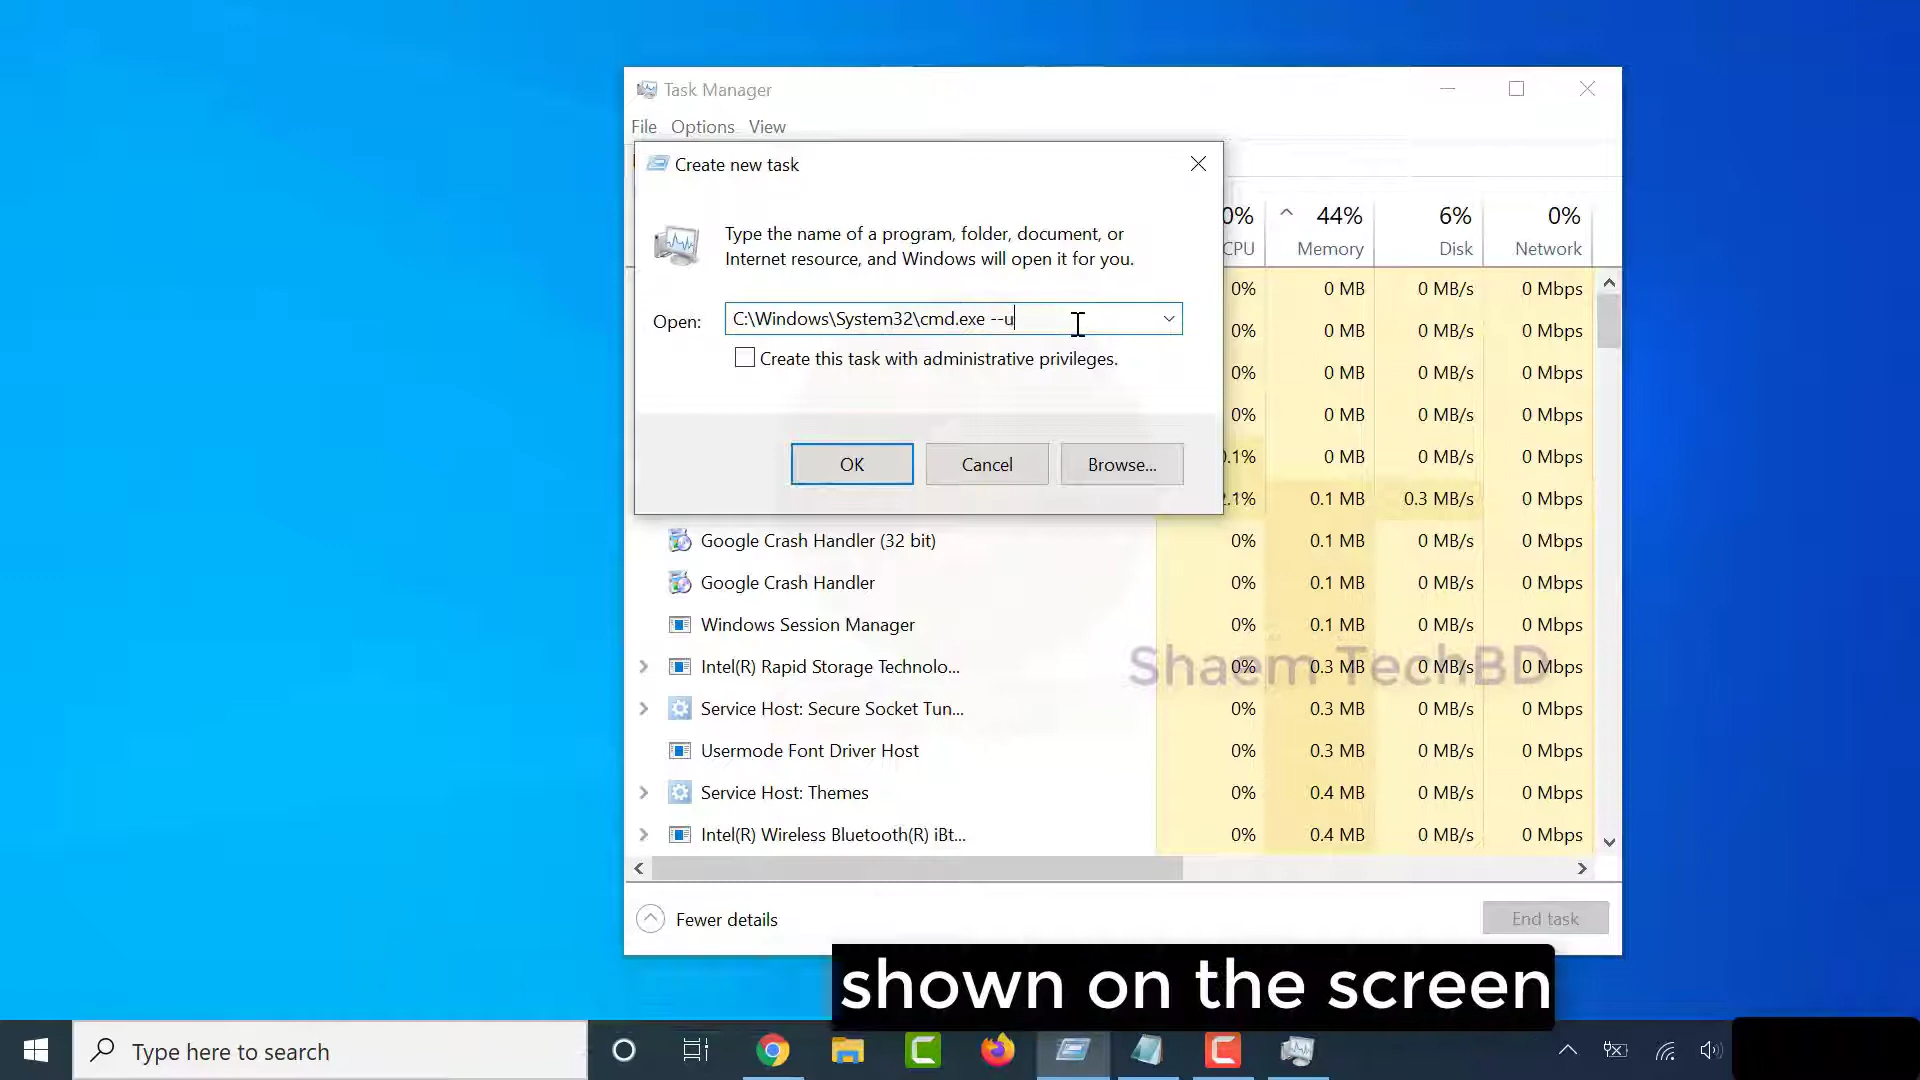 Task Manager
File Options View
Create new task
Type the name of a program, folder, document, or
Internet resource, and Windows will open it for you.
Open: C:\Windows\System32\cmd.exe --u
Create this task with administrative privileges.
OK Cancel Browse...
0% 44% 6% 0%
CPU Memory Disk Network
0% 0 MB 0 MB/s 0 Mbps
0% 0 MB 0 MB/s 0 Mbps
0% 0 MB 0 MB/s 0 Mbps
0% 0 MB 0 MB/s 0 Mbps
.1% 0 MB 0 MB/s 0 Mbps
.1% 0.1 MB 0.3 MB/s 0 Mbps
Google Crash Handler (32 bit) 0% 0.1 MB 0 MB/s 0 Mbps
Google Crash Handler 0% 0.1 MB 0 MB/s 0 Mbps
Windows Session Manager 0% 0.1 MB 0 MB/s 0 Mbps
Intel(R) Rapid Storage Technolo... 0% 0.3 MB 0 MB/s 0 Mbps
Shaem TechBD
Service Host: Secure Socket Tun... 0% 0.3 MB 0 MB/s 0 Mbps
Usermode Font Driver Host 0% 0.3 MB 0 MB/s 0 Mbps
Service Host: Themes 0% 0.4 MB 0 MB/s 0 Mbps
Intel(R) Wireless Bluetooth(R) iBt... 0% 0.4 MB 0 MB/s 0 Mbps
Fewer details End task
shown on the screen
Type here to search